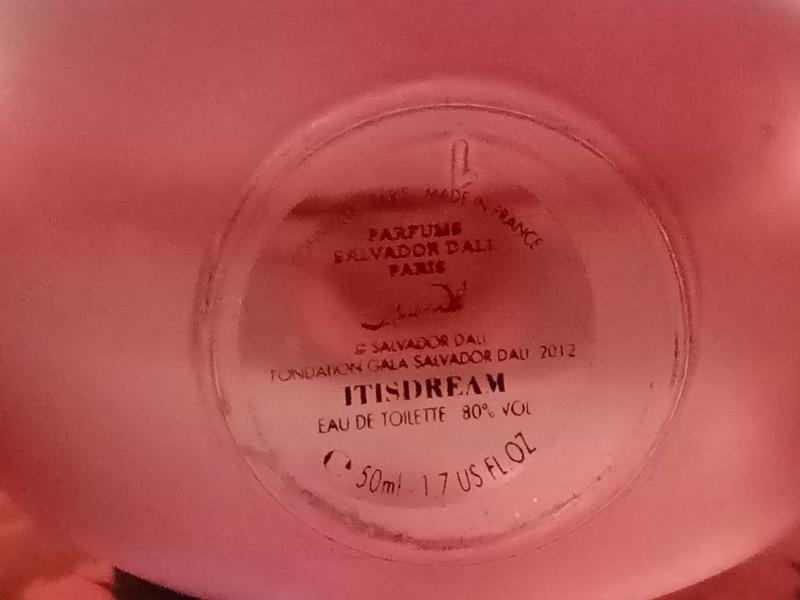 MADE IN FRANCE
PARFUMS
SALVADOR DALI
PARIS
© SALVADOR DALI
FONDATION GALA SALVADOR DALI 2012
ITISDREAM
EAU DE TOILETTE 80% VOL
50ml 1.7 US FL.OZ